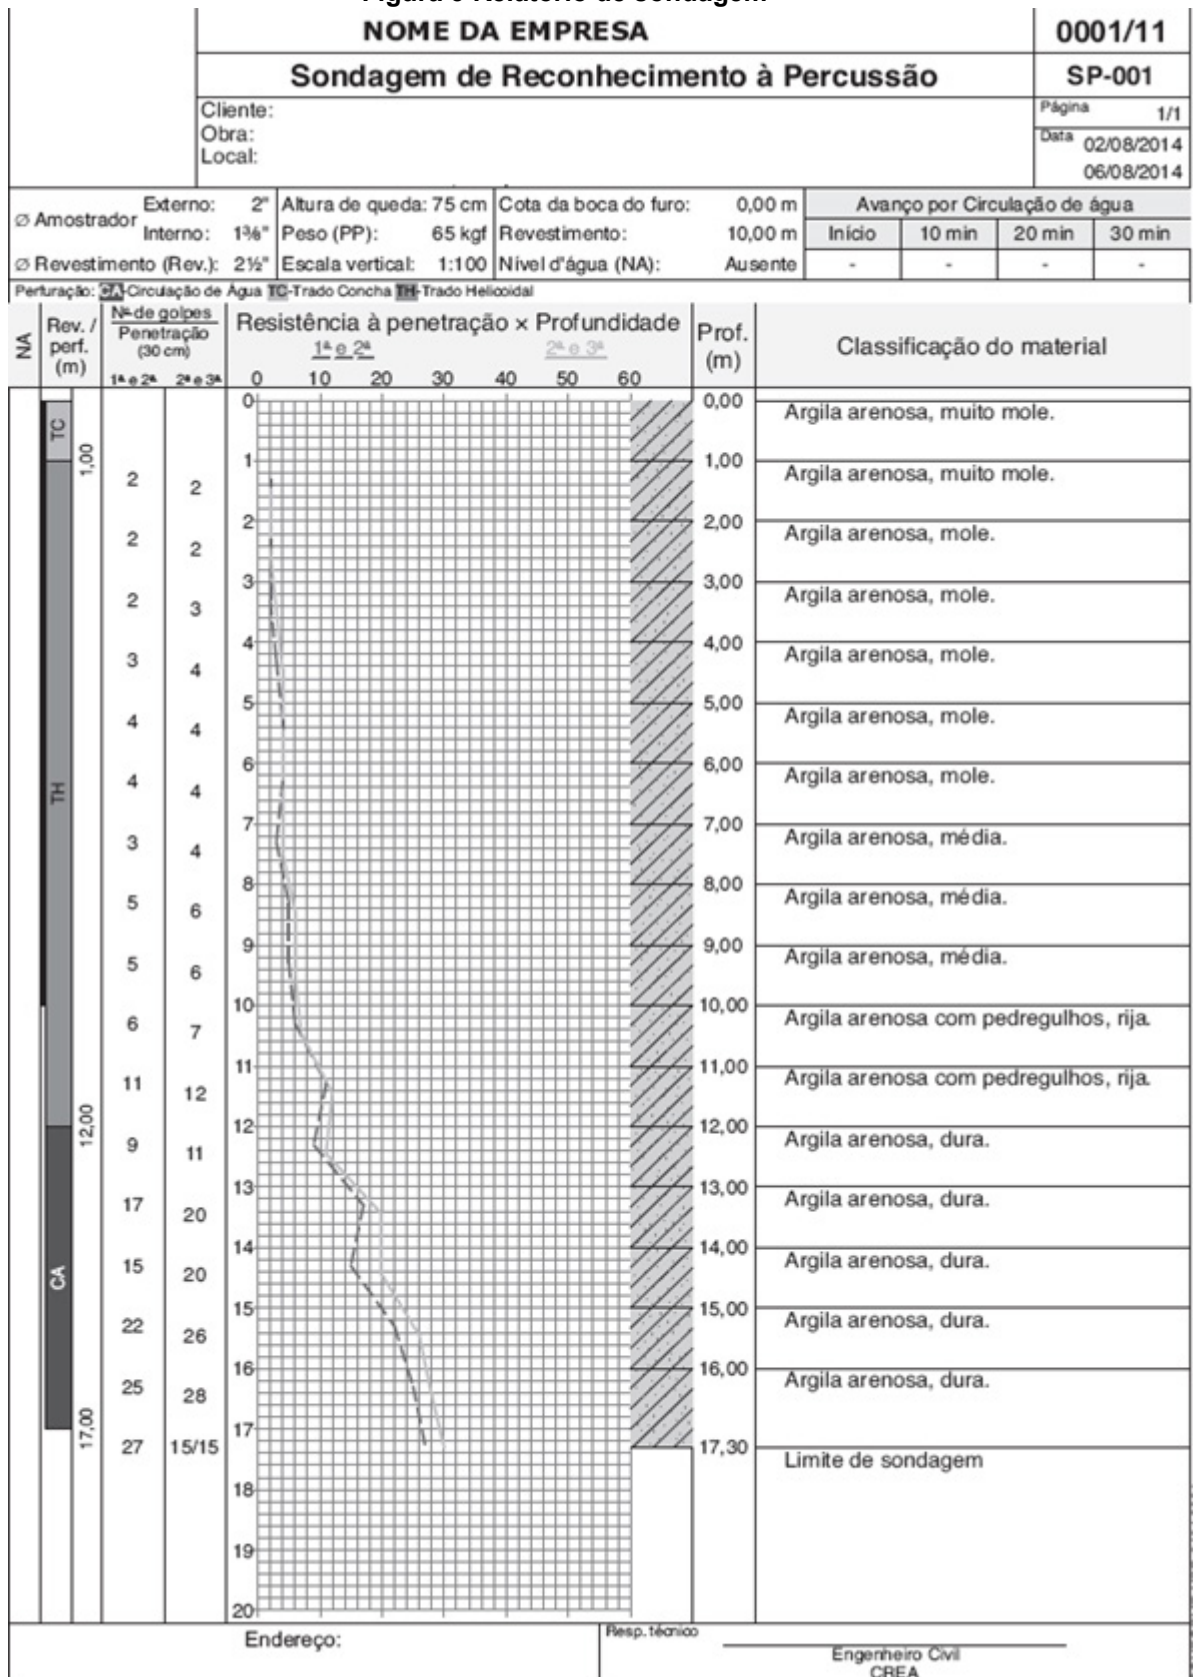 NOME DA EMPRESA
0001/11
Sondagem de Reconhecimento à Percussão
SP-001
Cliente:
Obra:
Local:
Página 1/1
Data 02/08/2014
06/08/2014
Ø Amostrador Externo: 2" Altura de queda: 75 cm Cota da boca do furo: 0,00 m Avanço por Circulação de água
Interno: 1⅜" Peso (PP): 65 kgf Revestimento: 10,00 m Início 10 min 20 min 30 min
Ø Revestimento (Rev.): 2½" Escala vertical: 1:100 Nível d'água (NA): Ausente - - - -
Perfuração: CA-Circulação de Água TC-Trado Concha TH-Trado Helicoidal
NA
Rev. / perf. (m)
Nº de golpes
Penetração
(30 cm)
1ª e 2ª 2ª e 3ª
Resistência à penetração × Profundidade
1ª e 2ª 2ª e 3ª
0 10 20 30 40 50 60
Prof. (m)
Classificação do material
TC
1,00
TH
12,00
CA
17,00
0 0,00 Argila arenosa, muito mole.
1 1,00 Argila arenosa, muito mole.
2 2
2 2,00 Argila arenosa, mole.
2 2
3 3,00 Argila arenosa, mole.
2 3
4 4,00 Argila arenosa, mole.
3 4
5 5,00 Argila arenosa, mole.
4 4
6 6,00 Argila arenosa, mole.
4 4
7 7,00 Argila arenosa, média.
3 4
8 8,00 Argila arenosa, média.
5 6
9 9,00 Argila arenosa, média.
5 6
10 10,00 Argila arenosa com pedregulhos, rija.
6 7
11 11,00 Argila arenosa com pedregulhos, rija.
11 12
12 12,00 Argila arenosa, dura.
9 11
13 13,00 Argila arenosa, dura.
17 20
14 14,00 Argila arenosa, dura.
15 20
15 15,00 Argila arenosa, dura.
22 26
16 16,00 Argila arenosa, dura.
25 28
17
27 15/15 17,30 Limite de sondagem
18
19
20
Endereço:
Resp. técnico
Engenheiro Civil
CREA